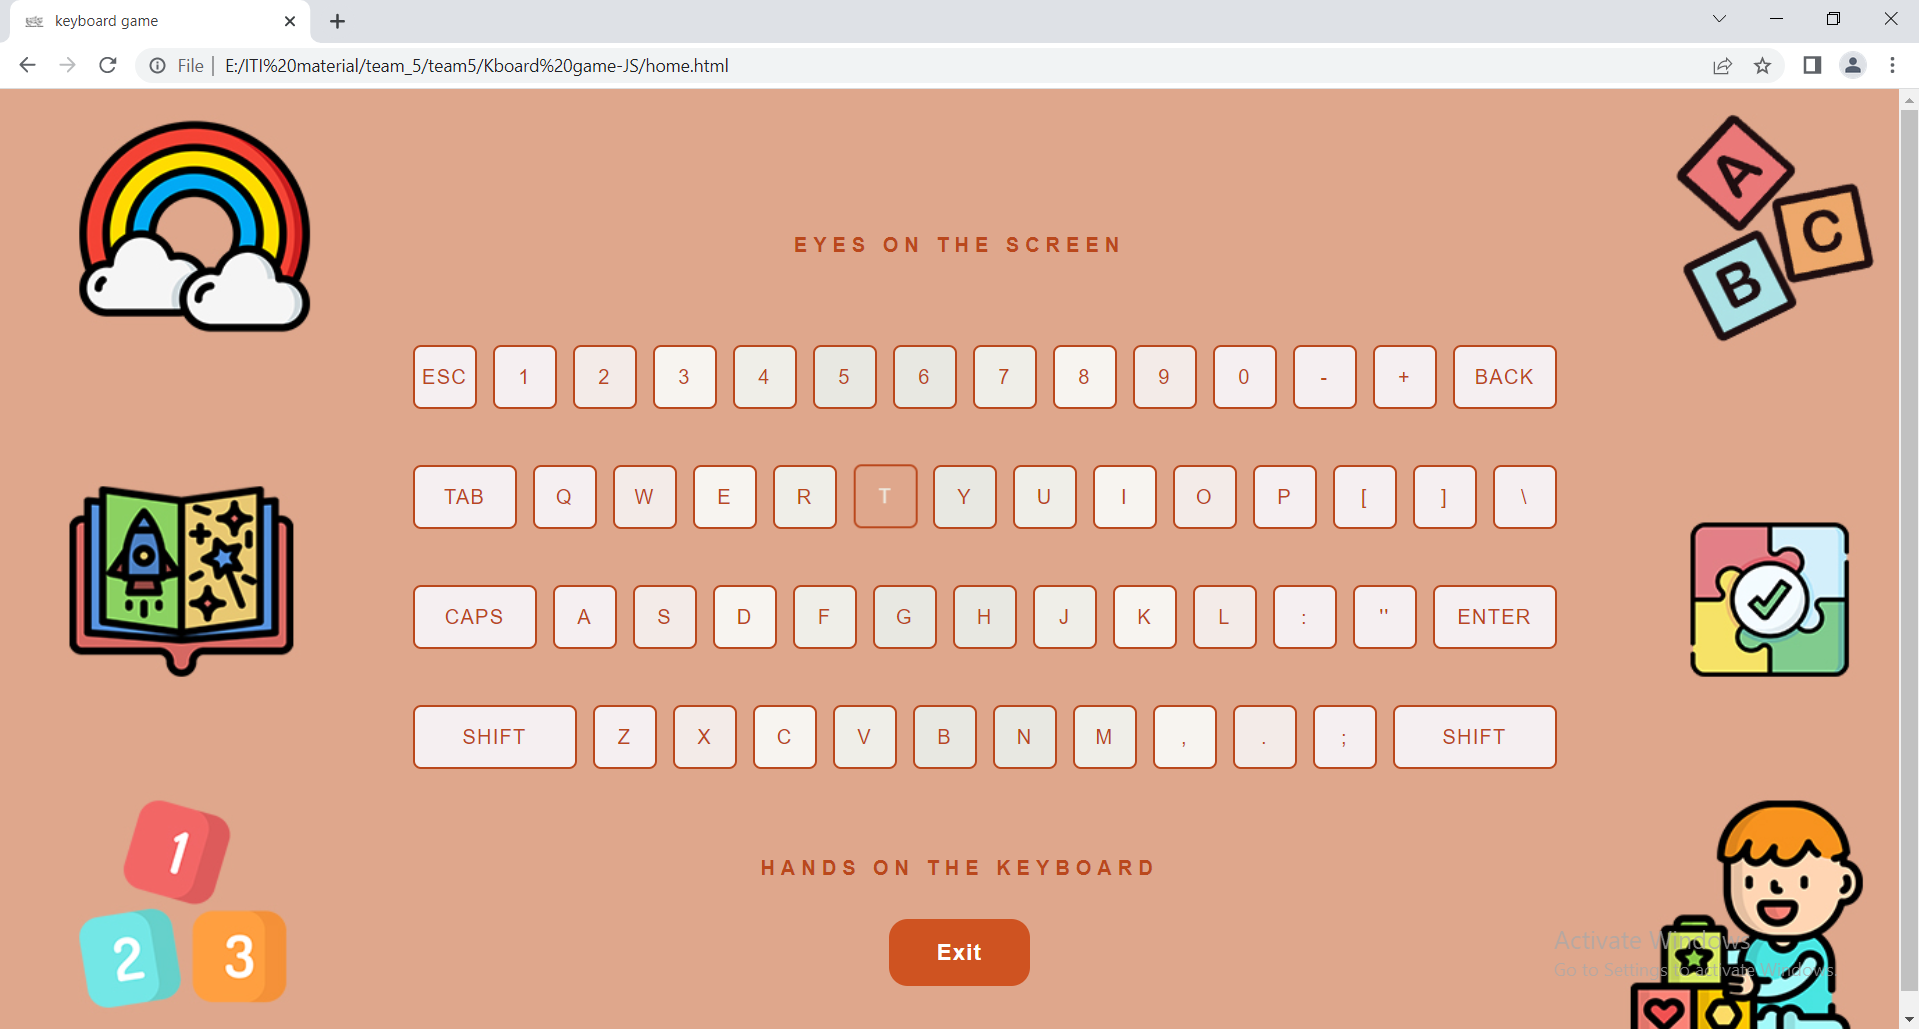 keyboard game
File E:/ITI%20material/team_5/team5/Kboard%20game-JS/home.html
A
C
B
EYES ON THE SCREEN
ESC 1 2 3 4 5 6 7 8 9 0 - + BACK
TAB Q W E R T Y U I O P [ ] \
CAPS A S D F G H J K L : '' ENTER
SHIFT Z X C V B N M , . ; SHIFT
1
2 3
HANDS ON THE KEYBOARD
Exit
Activate Windows
Go to Settings to activate Windows.